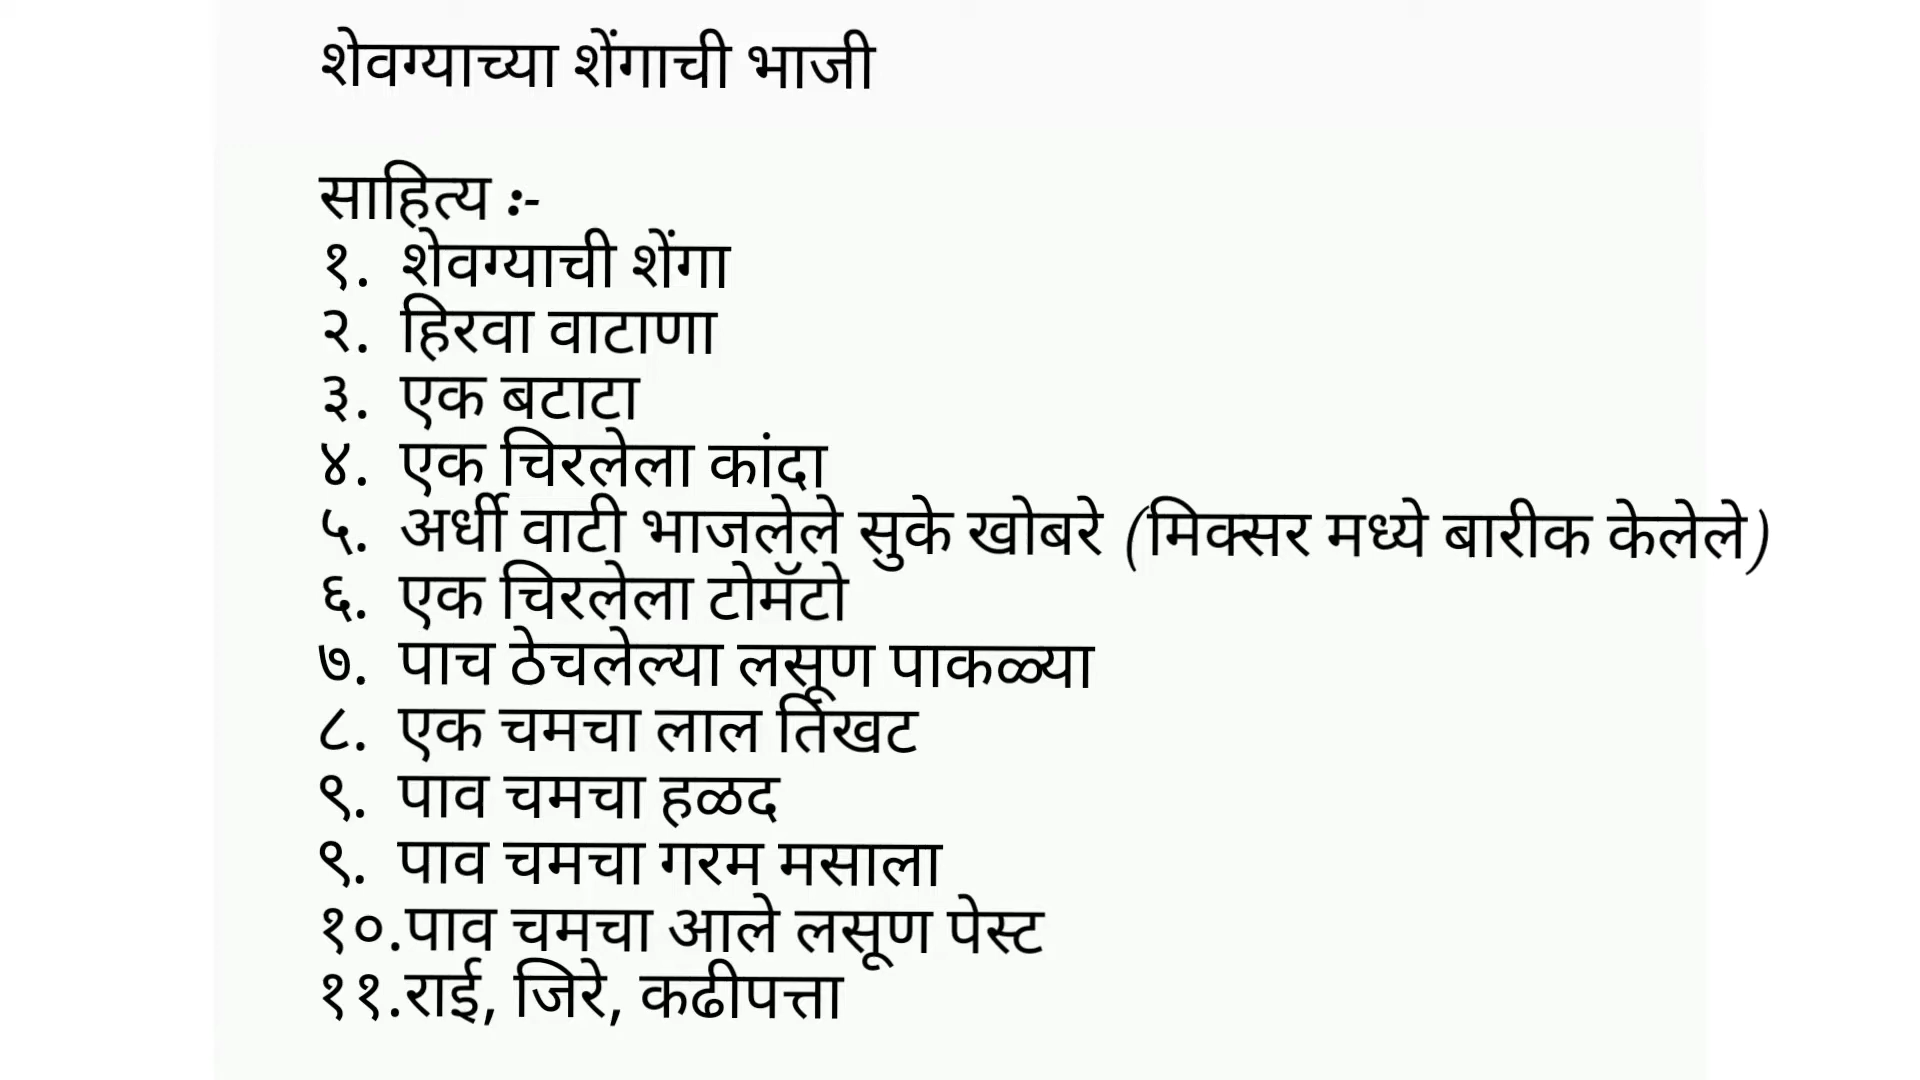 शेवग्याच्या शेंगाची भाजी
साहित्य :-
१. शेवग्याची शेंगा
२. हिरवा वाटाणा
३. एक बटाटा
४. एक चिरलेला कांदा
५. अर्धी वाटी भाजलेले सुके खोबरे (मिक्सर मध्ये बारीक केलेले)
६. एक चिरलेला टोमॅटो
७. पाच ठेचलेल्या लसूण पाकळ्या
८. एक चमचा लाल तिखट
९. पाव चमचा हळद
९. पाव चमचा गरम मसाला
१०.पाव चमचा आले लसूण पेस्ट
११.राई, जिरे, कढीपत्ता